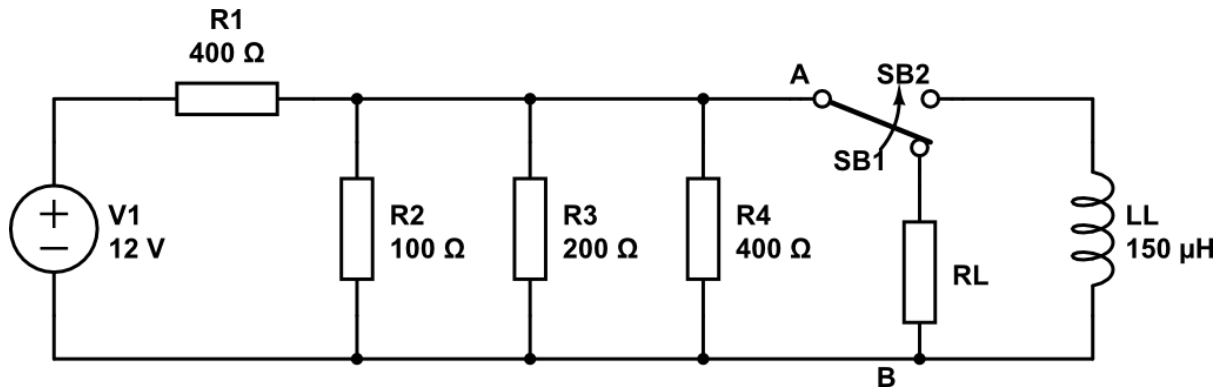 R1
400 Ω
A
SB2
SB1
V1
12 V
R2
100 Ω
R3
200 Ω
R4
400 Ω
RL
LL
150 µH
B